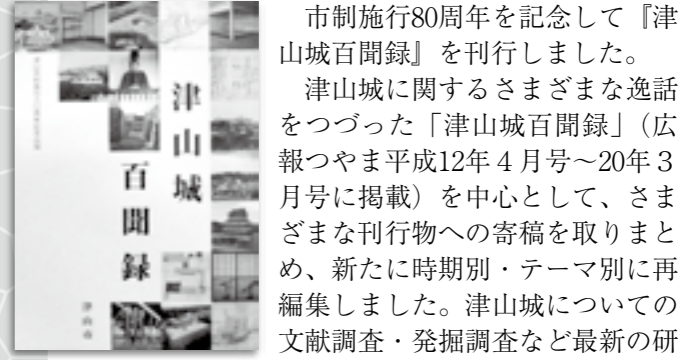 津山城
百聞録
津山市
　市制施行80周年を記念して『津
山城百聞録』を刊行しました。
　津山城に関するさまざまな逸話
をつづった「津山城百聞録」（広
報つやま平成12年４月号～20年３
月号に掲載）を中心として、さま
ざまな刊行物への寄稿を取りまと
め、新たに時期別・テーマ別に再
編集しました。津山城についての
文献調査・発掘調査など最新の研